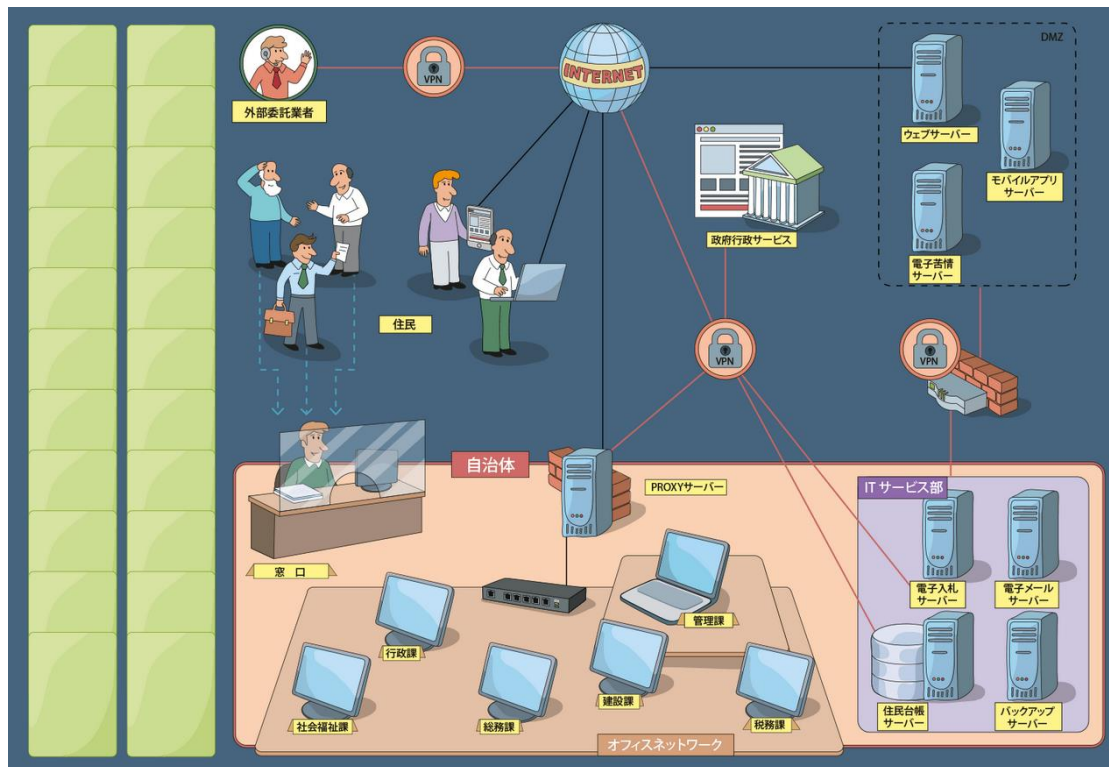 DMZ
INTERNET
VPN
外部委託業者
ウェブサーバー
モバイルアプリ
サーバー
電子苦情
サーバー
政府行政サービス
住民
VPN
VPN
自治体
PROXYサーバー
ITサービス部
窓口
電子入札
サーバー
電子メール
サーバー
管理課
行政課
建設課
社会福祉課
総務課
税務課
住民台帳
サーバー
バックアップ
サーバー
オフィスネットワーク